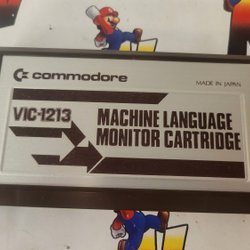 commodore
MADE IN JAPAN
VIC-1213
MACHINE LANGUAGE
MONITOR CARTRIDGE